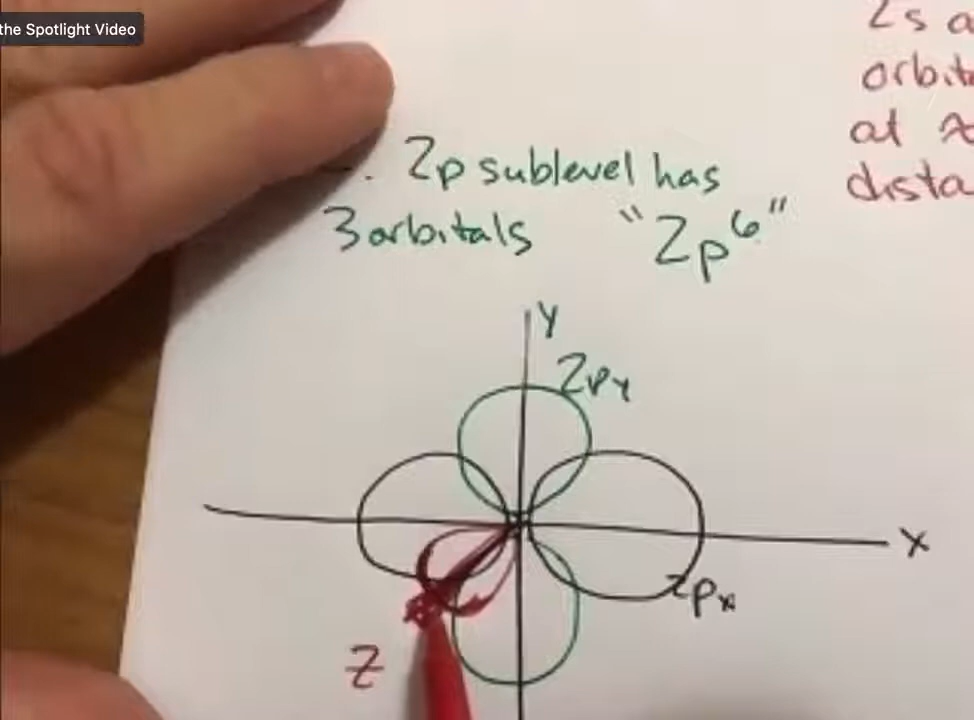 the Spotlight Video
2s a
orbit
at
dista
2p sublevel has
3 orbitals "2p⁶"
Y
2pY
X
2px
Z